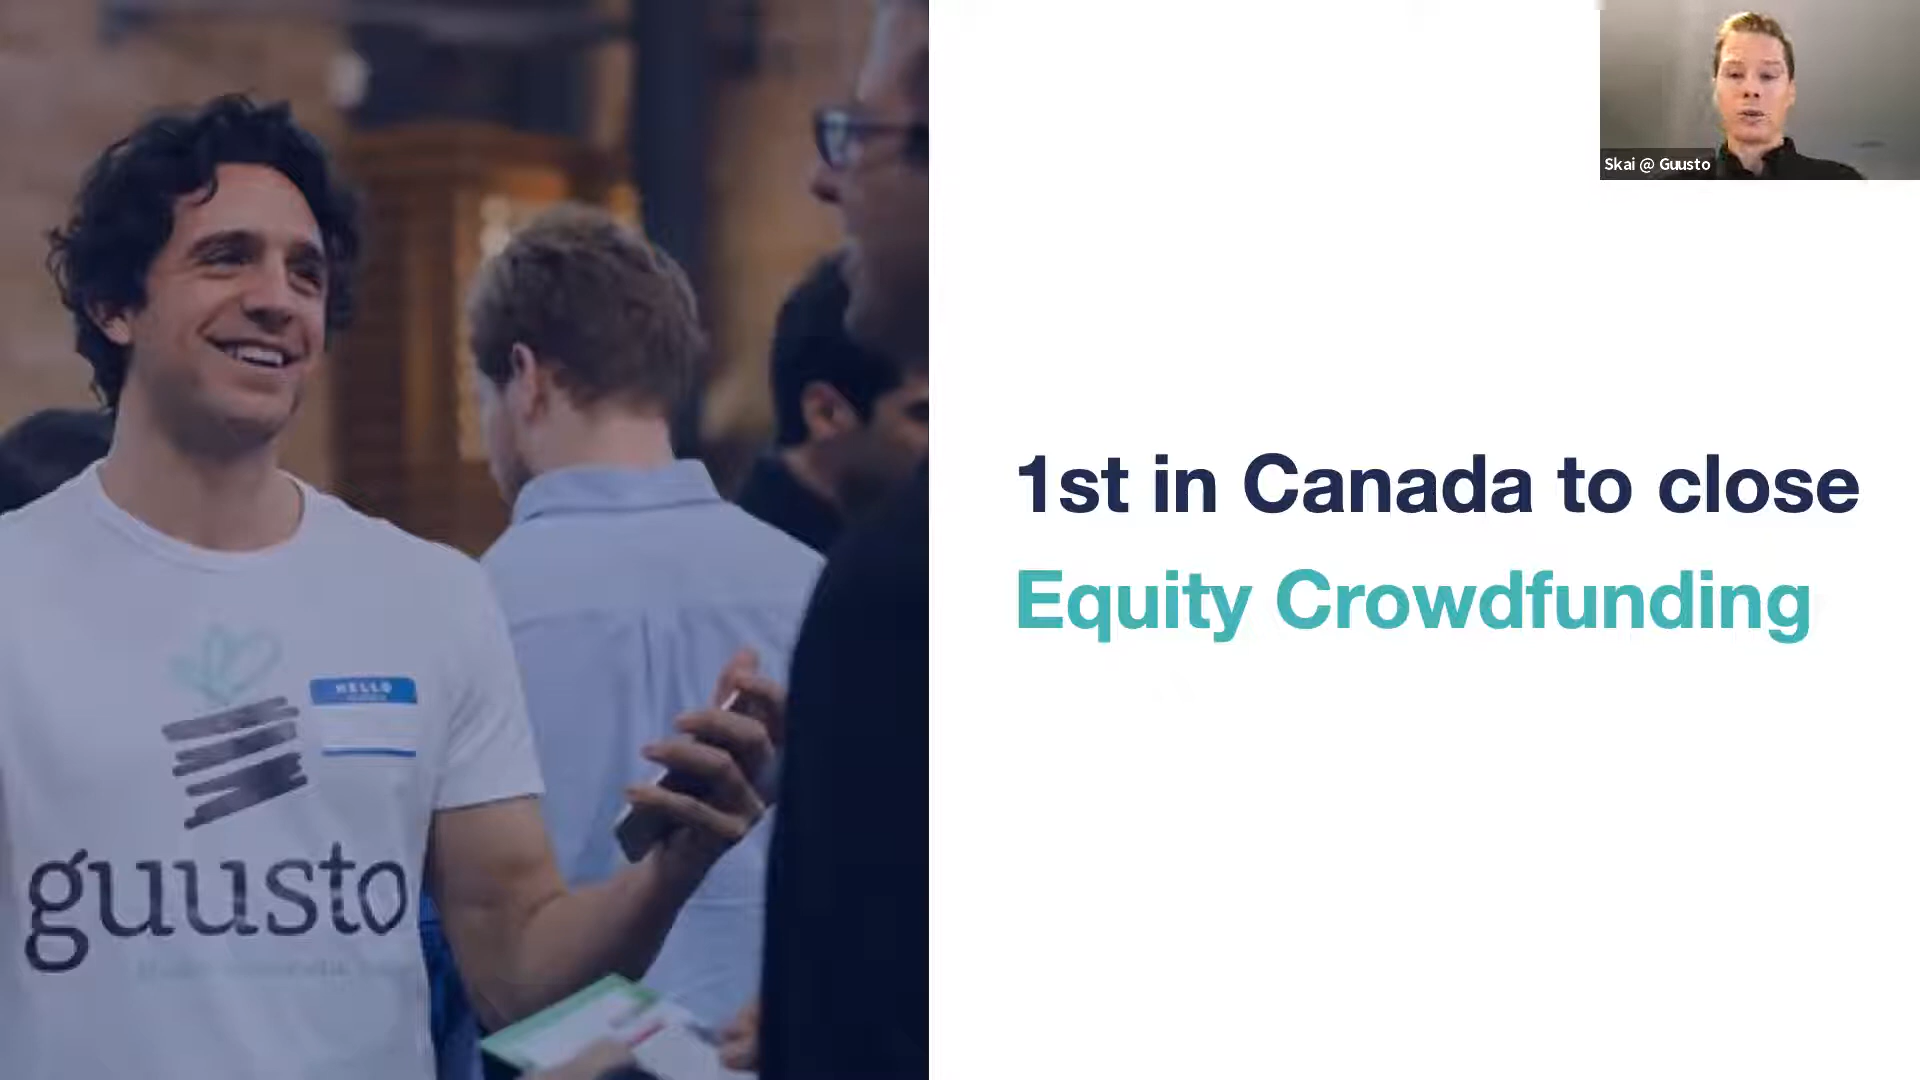 Skai @ Guusto
1st in Canada to close
Equity Crowdfunding
HELLO
guusto